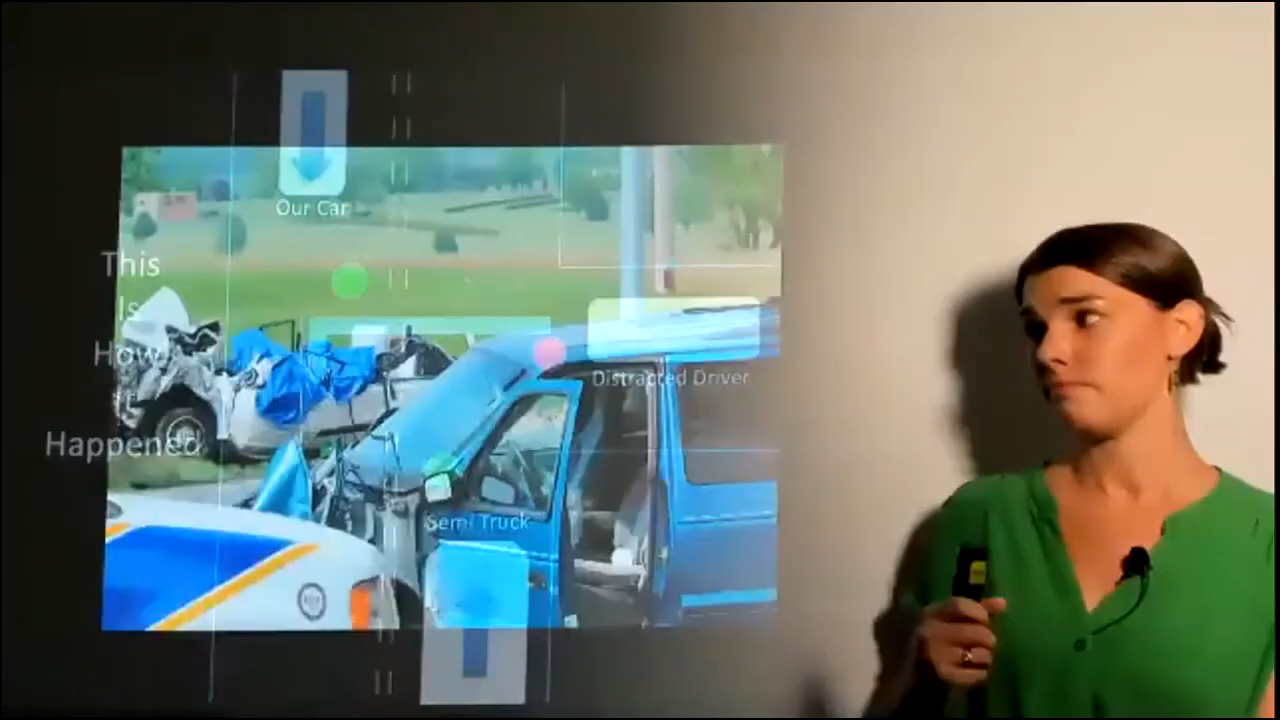 Our Car
This
Is
How
It
Happened
Distracted Driver
Semi Truck